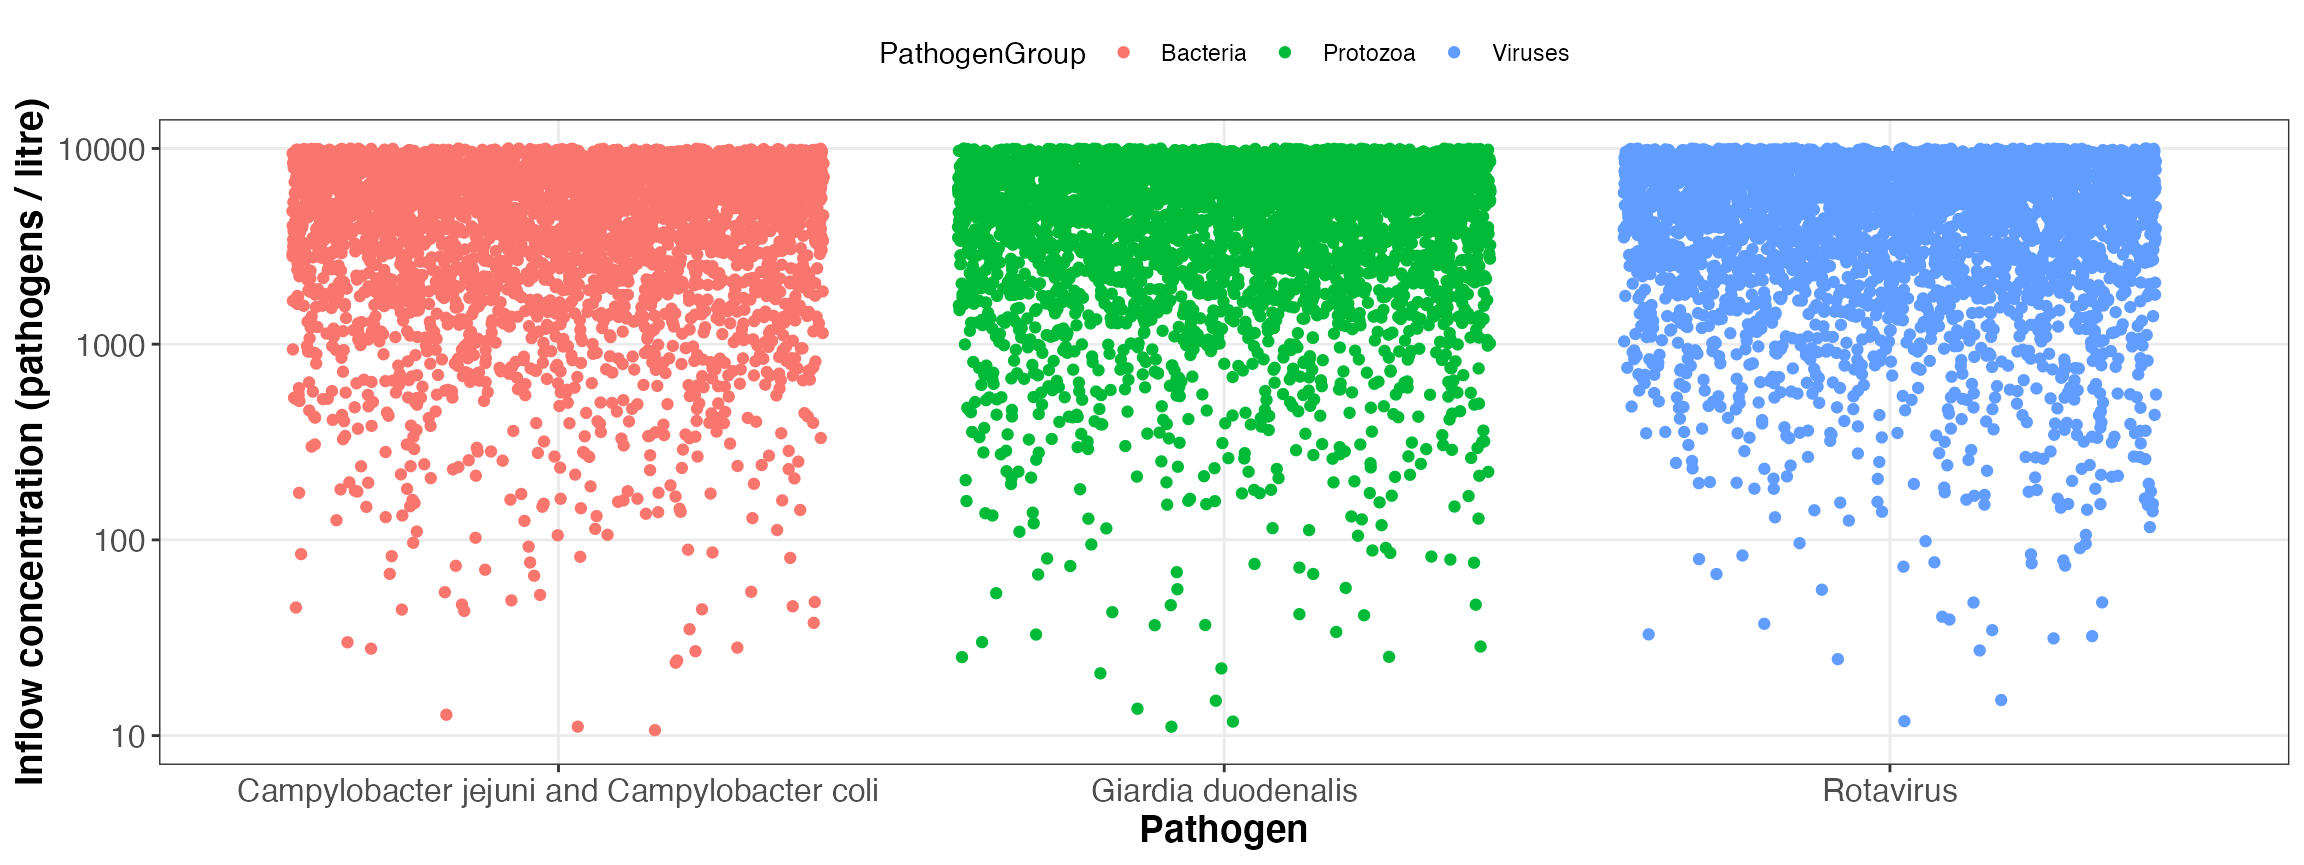 PathogenGroup Bacteria Protozoa Viruses
Inflow concentration (pathogens / litre)
10000
1000
100
10
Campylobacter jejuni and Campylobacter coli Giardia duodenalis Rotavirus
Pathogen